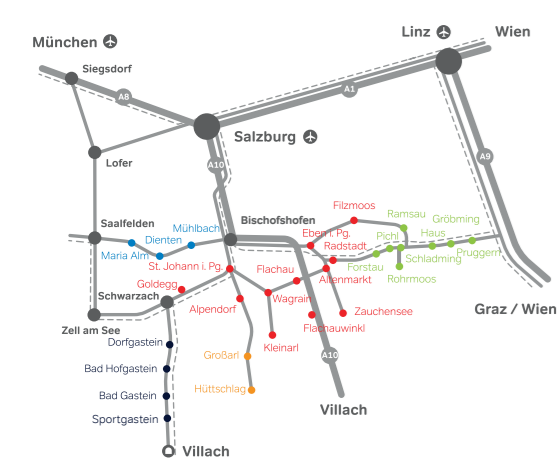 Linz
Wien
München
Siegsdorf
A8
A1
Salzburg
A10
A9
Lofer
Filzmoos
Ramsau
Gröbming
Saalfelden
Mühlbach
Bischofshofen
Eben i. Pg.
Pichl
Haus
Dienten
Radstadt
Maria Alm
St. Johann i. Pg.
Flachau
Forstau
Schladming
Pruggern
Altenmarkt
Rohrmoos
Goldegg
Schwarzach
Wagrain
Graz / Wien
Alpendorf
Zauchensee
Zell am See
Flachauwinkl
Dorfgastein
Kleinarl
Großarl
A10
Bad Hofgastein
Hüttschlag
Bad Gastein
Villach
Sportgastein
Villach